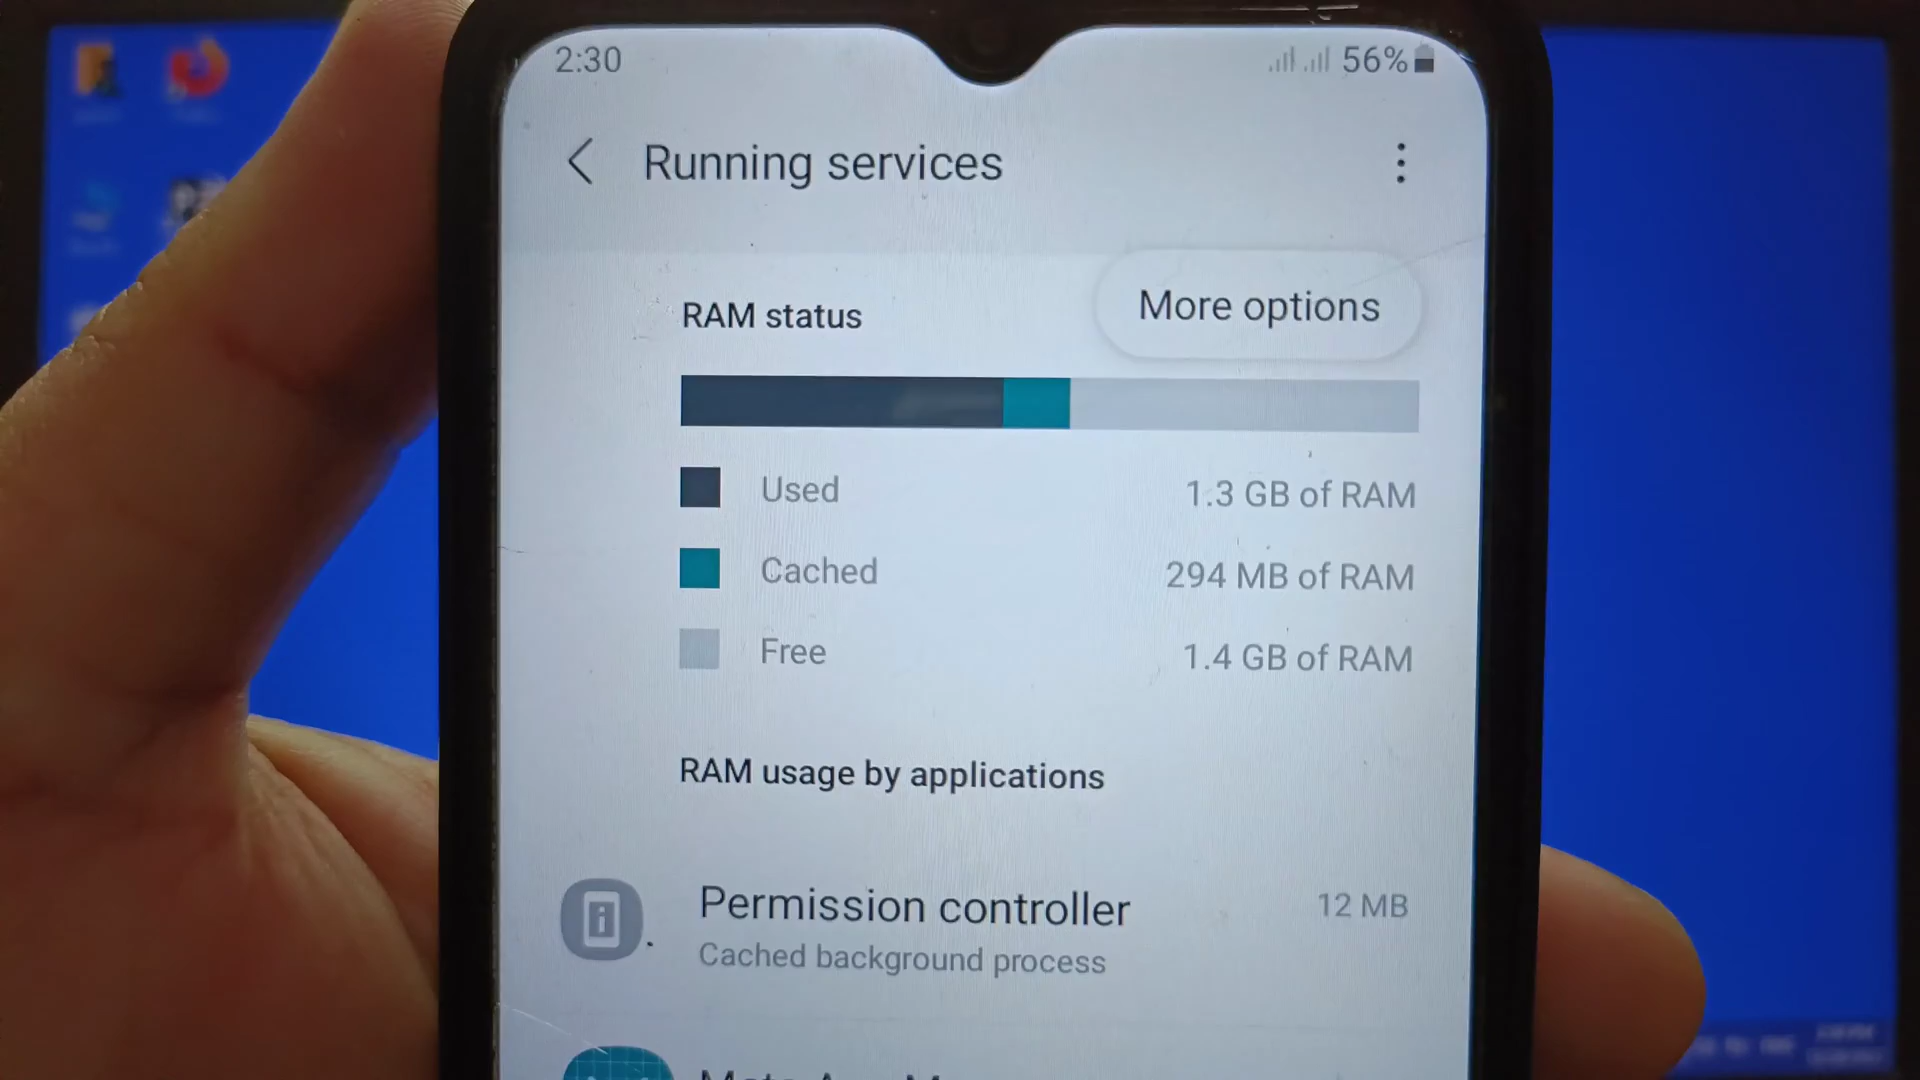 2:30
56%
Running services
RAM status
More options
Used
1.3 GB of RAM
Cached
294 MB of RAM
Free
1.4 GB of RAM
RAM usage by applications
Permission controller
12 MB
Cached background process